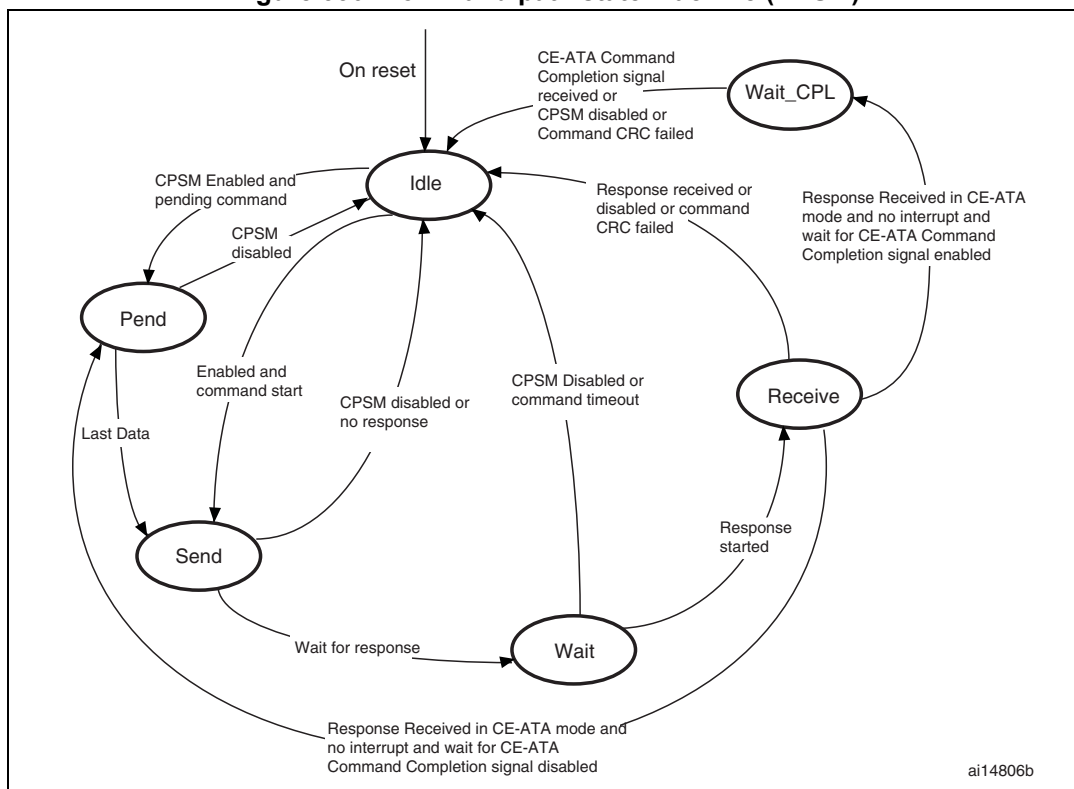 On reset
CE-ATA Command
Completion signal
received or
CPSM disabled or
Command CRC failed
Wait_CPL
Idle
CPSM Enabled and
pending command
Response received or
disabled or command
CRC failed
Response Received in CE-ATA
mode and no interrupt and
wait for CE-ATA Command
Completion signal enabled
CPSM
disabled
Pend
Enabled and
command start
CPSM disabled or
no response
CPSM Disabled or
command timeout
Receive
Last Data
Send
Response
started
Wait for response
Wait
Response Received in CE-ATA mode and
no interrupt and wait for CE-ATA
Command Completion signal disabled
ai14806b